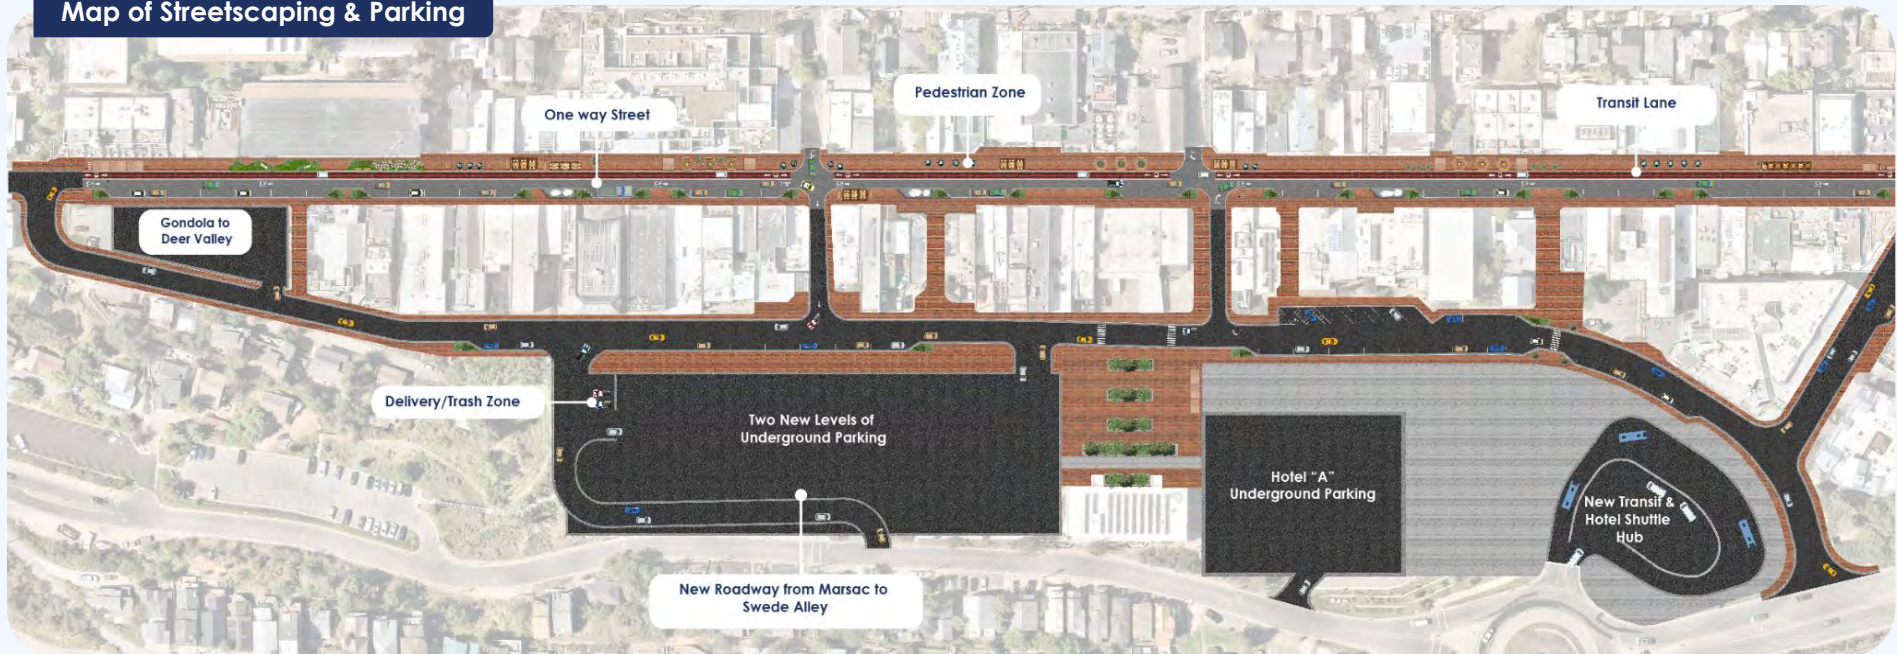 Map of Streetscaping & Parking
One way Street
Pedestrian Zone
Transit Lane
Gondola to
Deer Valley
Delivery/Trash Zone
Two New Levels of
Underground Parking
Hotel "A"
Underground Parking
New Transit &
Hotel Shuttle
Hub
New Roadway from Marsac to
Swede Alley